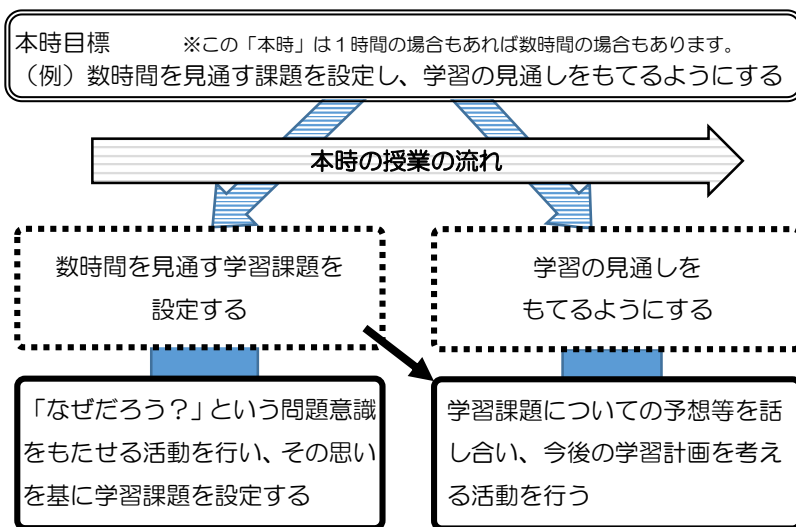 本時目標　※この「本時」は１時間の場合もあれば数時間の場合もあります。
（例）数時間を見通す課題を設定し、学習の見通しをもてるようにする
本時の授業の流れ
数時間を見通す学習課題を
設定する
学習の見通しを
もてるようにする
「なぜだろう？」という問題意識
をもたせる活動を行い、その思い
を基に学習課題を設定する
学習課題についての予想等を話
し合い、今後の学習計画を考え
る活動を行う